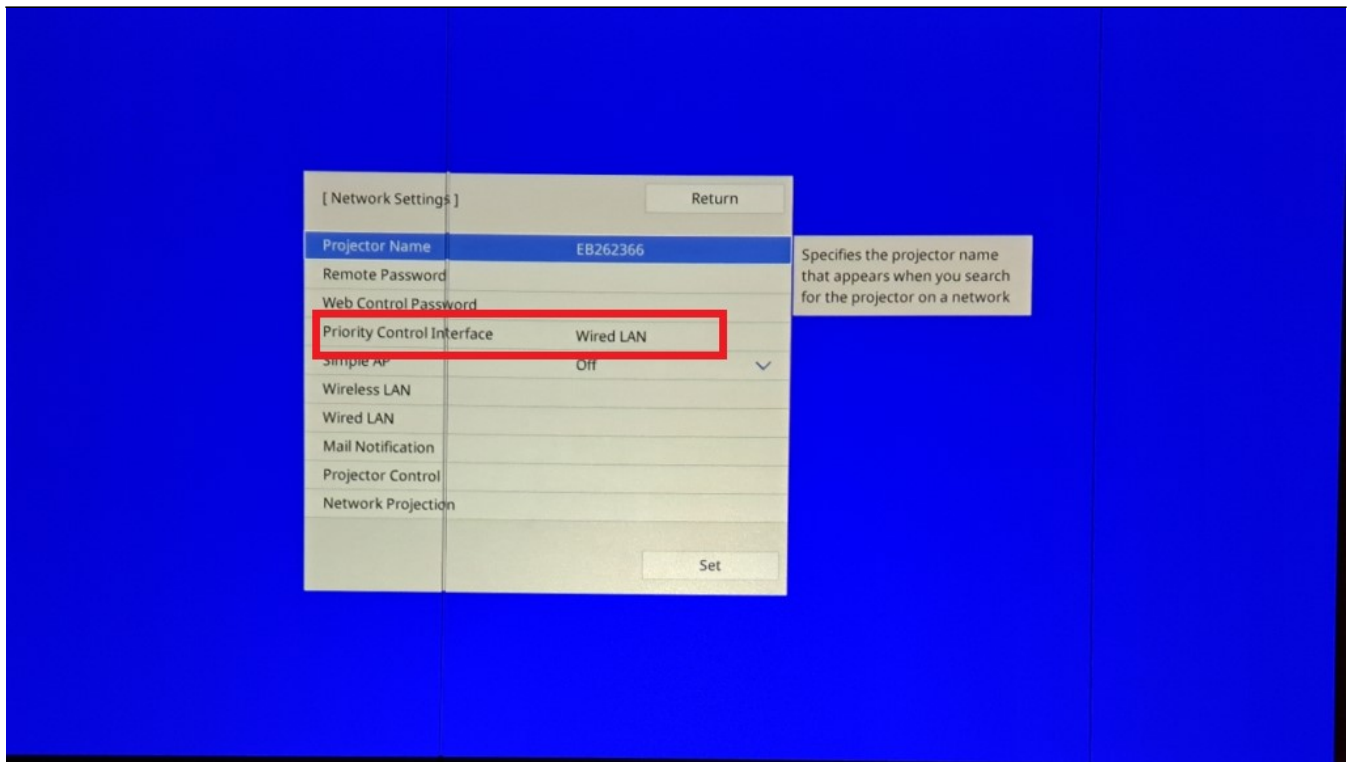 [ Network Settings ]
Return
Projector Name EB262366
Specifies the projector name
that appears when you search
for the projector on a network
Remote Password
Web Control Password
Priority Control Interface Wired LAN
Simple AP Off
Wireless LAN
Wired LAN
Mail Notification
Projector Control
Network Projection
Set